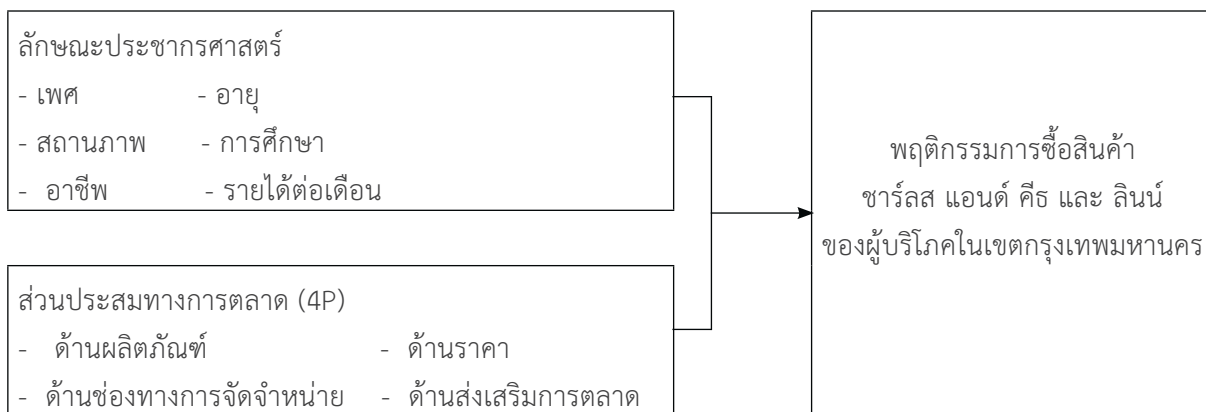 ลักษณะประชากรศาสตร์
- เพศ - อายุ
- สถานภาพ - การศึกษา
- อาชีพ - รายได้ต่อเดือน
ส่วนประสมทางการตลาด (4P)
- ด้านผลิตภัณฑ์ - ด้านราคา
- ด้านช่องทางการจัดจำหน่าย - ด้านส่งเสริมการตลาด
พฤติกรรมการซื้อสินค้า
ชาร์ลส แอนด์ คีธ และ ลินน์
ของผู้บริโภคในเขตกรุงเทพมหานคร